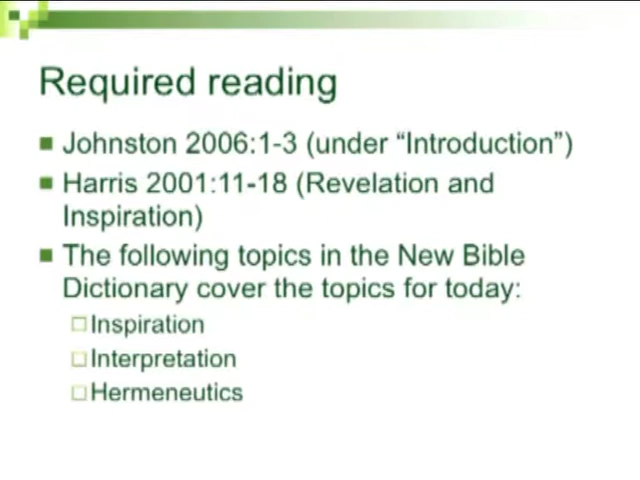 Required reading
Johnston 2006:1-3 (under “Introduction”)
Harris 2001:11-18 (Revelation and
Inspiration)
The following topics in the New Bible
Dictionary cover the topics for today:
Inspiration
Interpretation
Hermeneutics